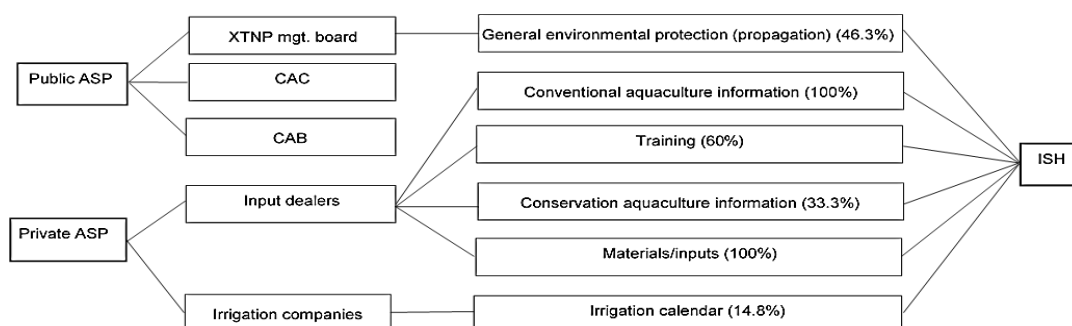 Public ASP
XTNP mgt. board
CAC
CAB
General environmental protection (propagation) (46.3%)
Conventional aquaculture information (100%)
Training (60%)
Private ASP
Input dealers
Conservation aquaculture information (33.3%)
Materials/inputs (100%)
Irrigation companies
Irrigation calendar (14.8%)
ISH